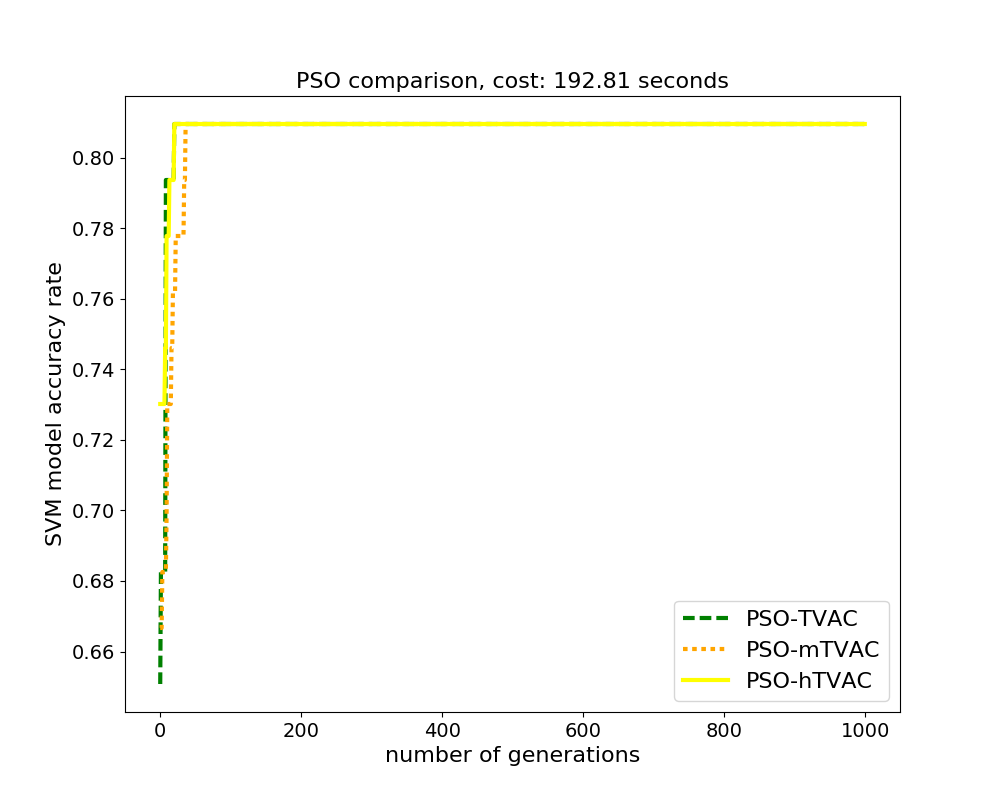 PSO comparison, cost: 192.81 seconds
SVM model accuracy rate
0.80
0.78
0.76
0.74
0.72
0.70
0.68
0.66
PSO-TVAC
PSO-mTVAC
PSO-hTVAC
0 200 400 600 800 1000
number of generations